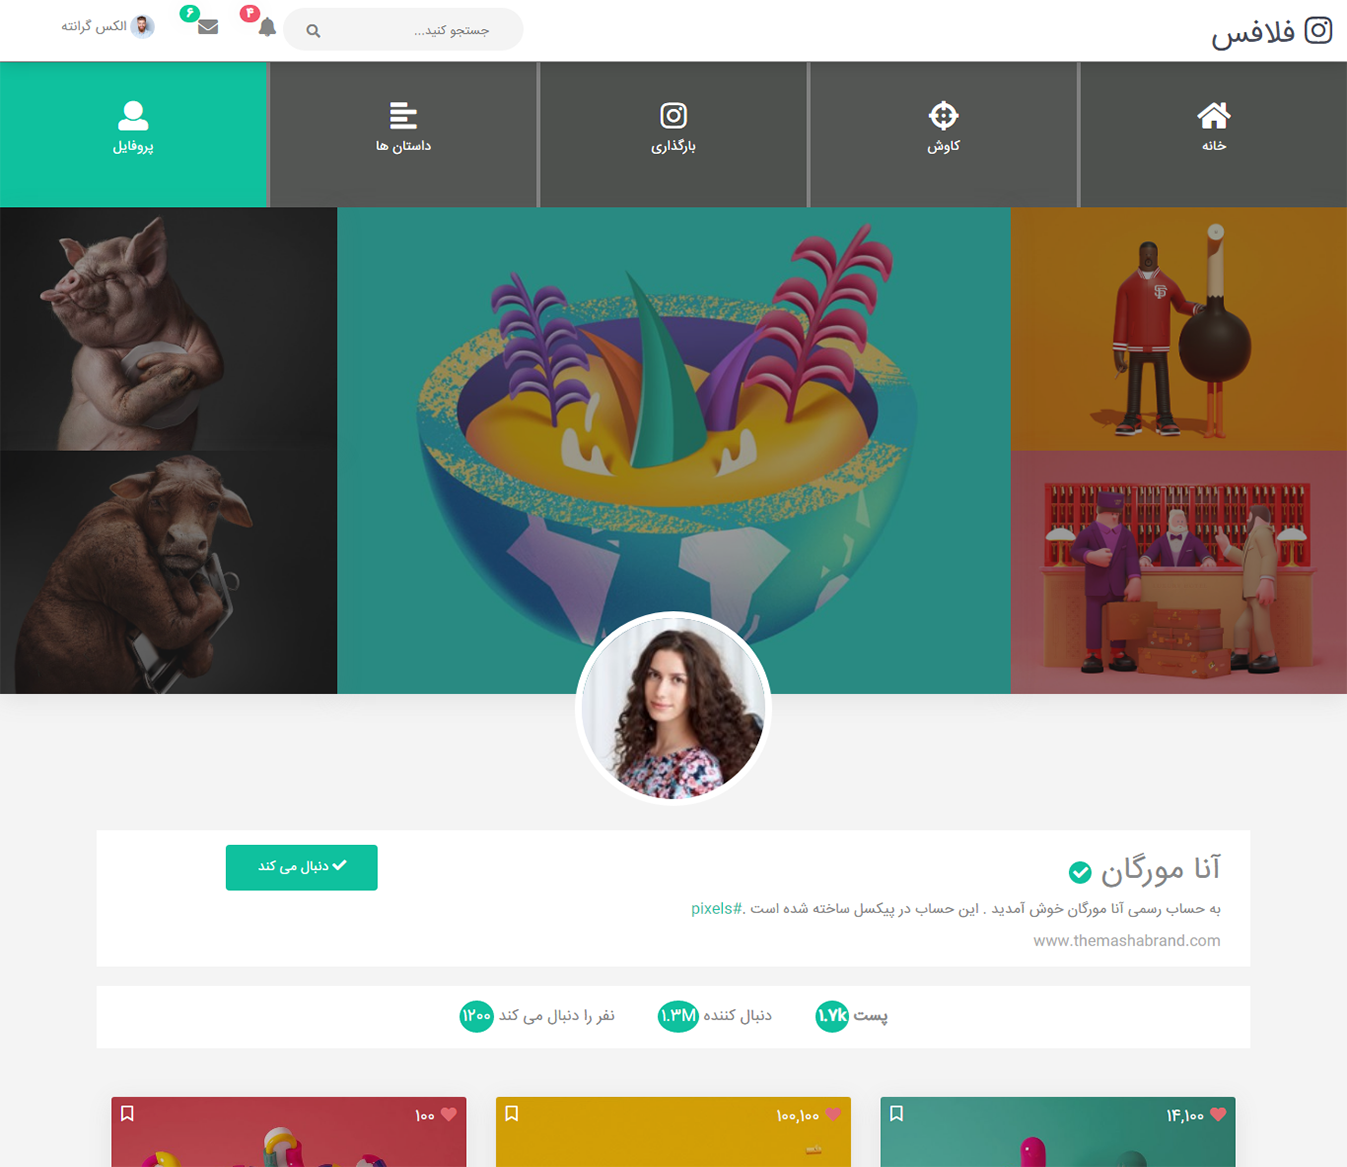 فلافس
جستجو کنید...
۴
۶
الکس گرانته
خانه
کاوش
بارگذاری
داستان ها
پروفایل
آنا مورگان
دنبال می کند
به حساب رسمی آنا مورگان خوش آمدید . این حساب در پیکسل ساخته شده است .#pixels
www.themashabrand.com
پست ۱.۷k
دنبال کننده ۱.۳M
نفر را دنبال می کند ۱۲۰۰
۱۴,۱۰۰
۱۰۰,۱۰۰
۱۰۰